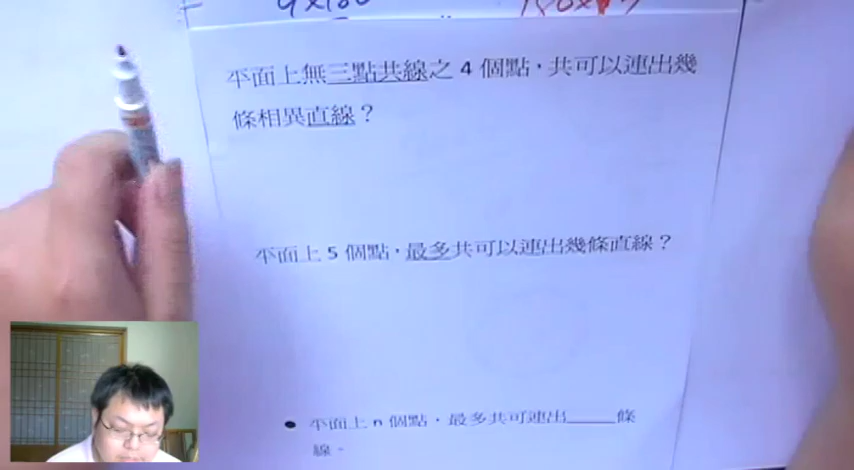 平面上無三點共線之 4 個點，共可以連出幾
條相異直線？
平面上 5 個點，最多共可以連出幾條直線？
● 平面上 n 個點，最多共可連出_____條
線。